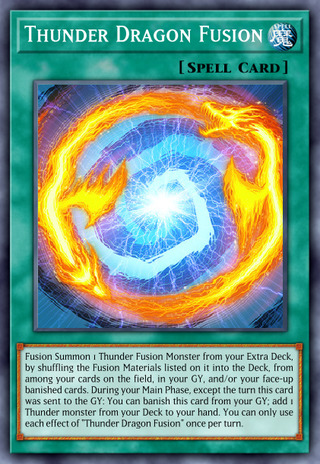 Thunder Dragon Fusion 魔
[Spell Card]
Fusion Summon 1 Thunder Fusion Monster from your Extra Deck,
by shuffling the Fusion Materials listed on it into the Deck, from
among your cards on the field, in your GY, and/or your face-up
banished cards. During your Main Phase, except the turn this card
was sent to the GY: You can banish this card from your GY; add 1
Thunder monster from your Deck to your hand. You can only use
each effect of "Thunder Dragon Fusion" once per turn.